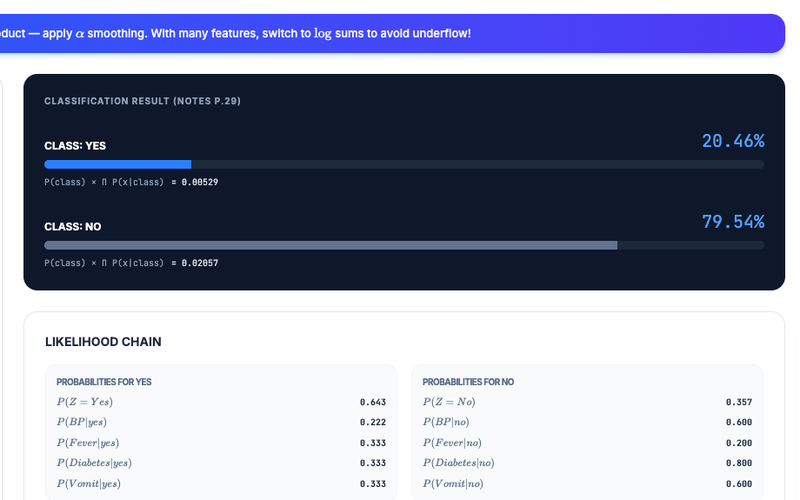 duct — apply α smoothing. With many features, switch to log sums to avoid underflow!
CLASSIFICATION RESULT (NOTES P.29)
CLASS: YES 20.46%
P(class) × Π P(x|class) = 0.00529
CLASS: NO 79.54%
P(class) × Π P(x|class) = 0.02057
LIKELIHOOD CHAIN
PROBABILITIES FOR YES
P(Z = Yes) 0.643
P(BP|yes) 0.222
P(Fever|yes) 0.333
P(Diabetes|yes) 0.333
P(Vomit|yes) 0.333
PROBABILITIES FOR NO
P(Z = No) 0.357
P(BP|no) 0.600
P(Fever|no) 0.200
P(Diabetes|no) 0.800
P(Vomit|no) 0.600